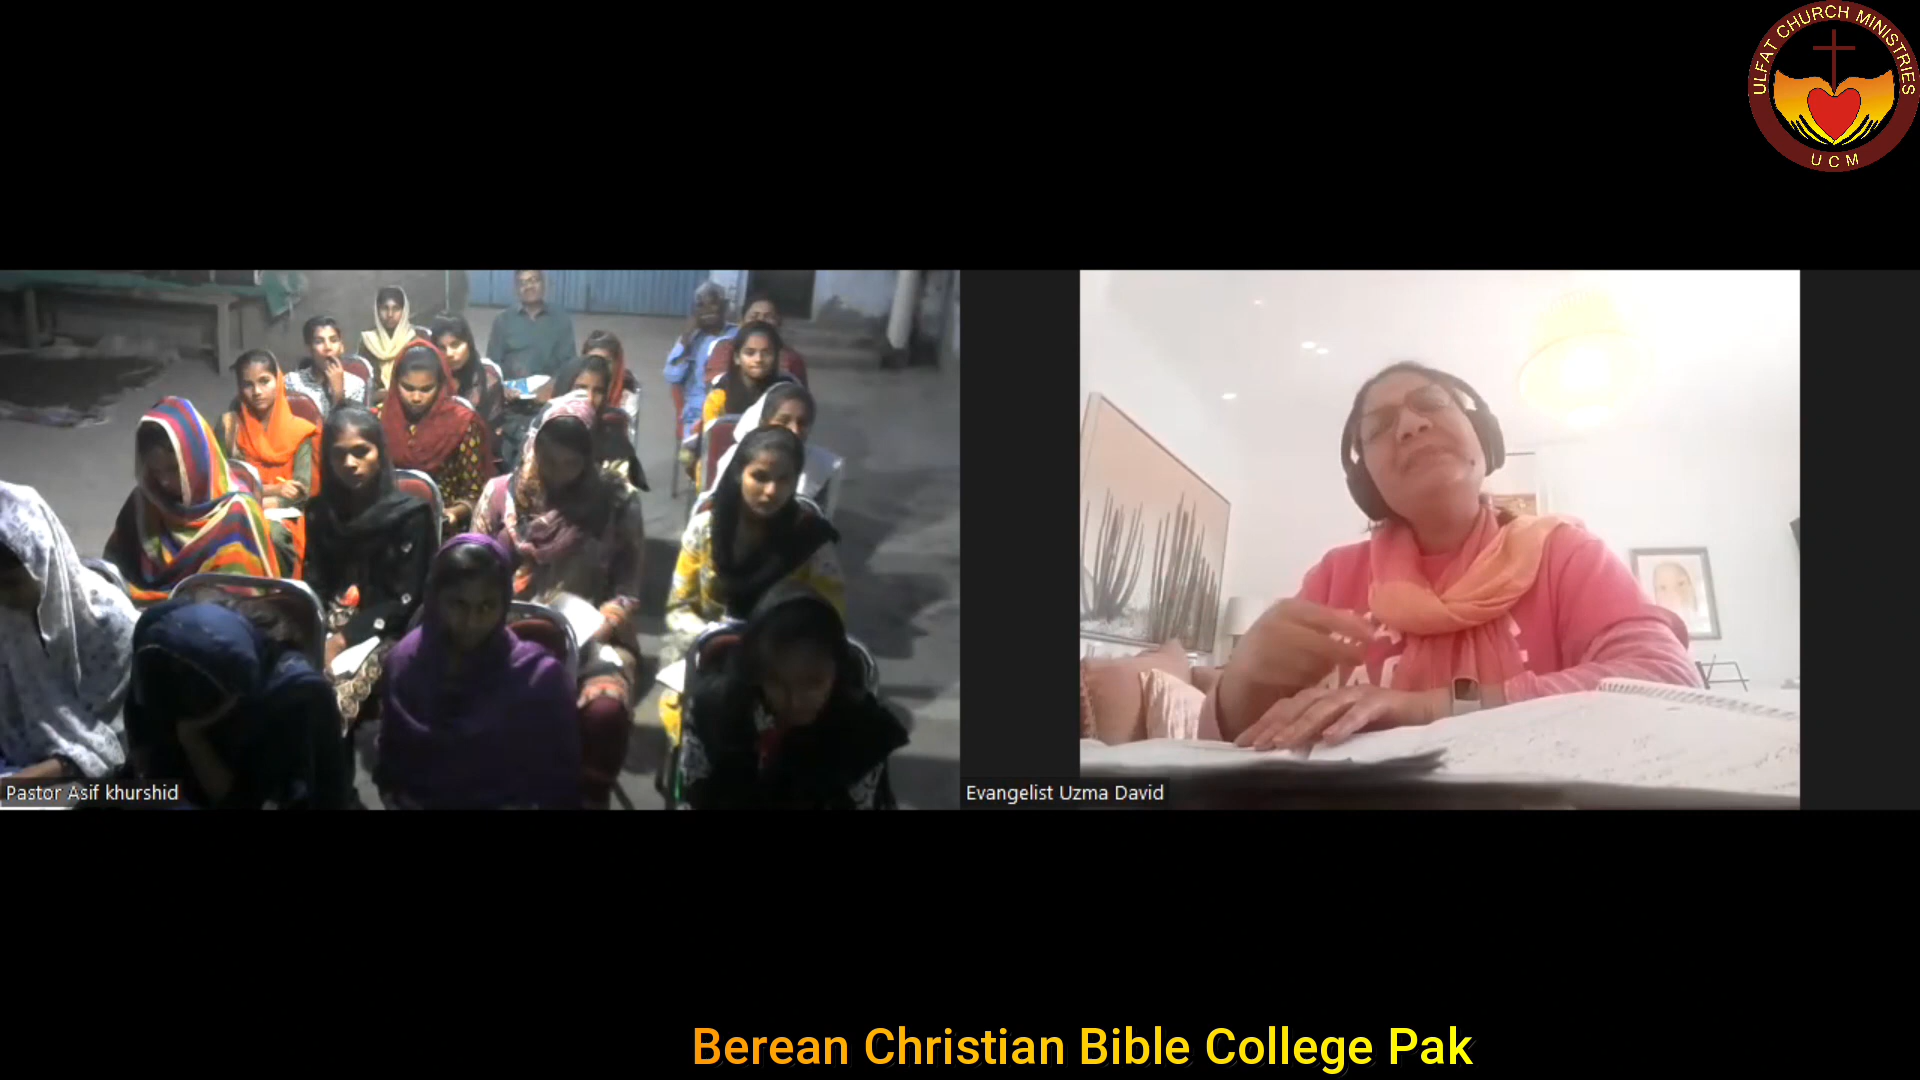 ULFAT CHURCH MINISTRIES
UCM
Pastor Asif khurshid
Evangelist Uzma David
Berean Christian Bible College Pak